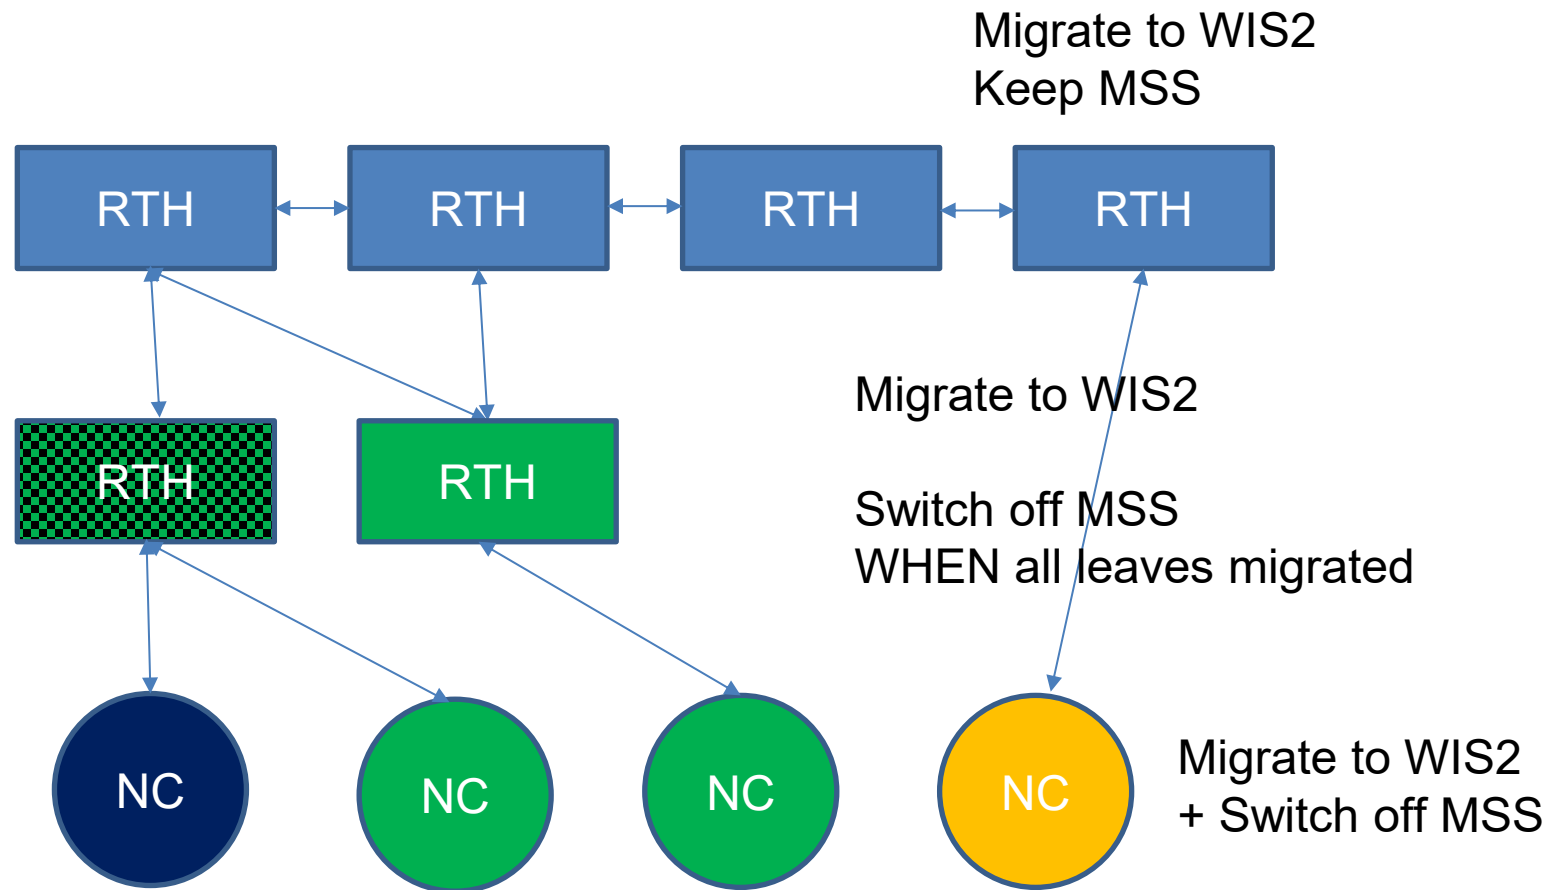 Migrate to WIS2
Keep MSS
RTH
RTH
RTH
RTH
Migrate to WIS2
RTH
RTH
Switch off MSS
WHEN all leaves migrated
NC
NC
NC
NC
Migrate to WIS2
+ Switch off MSS